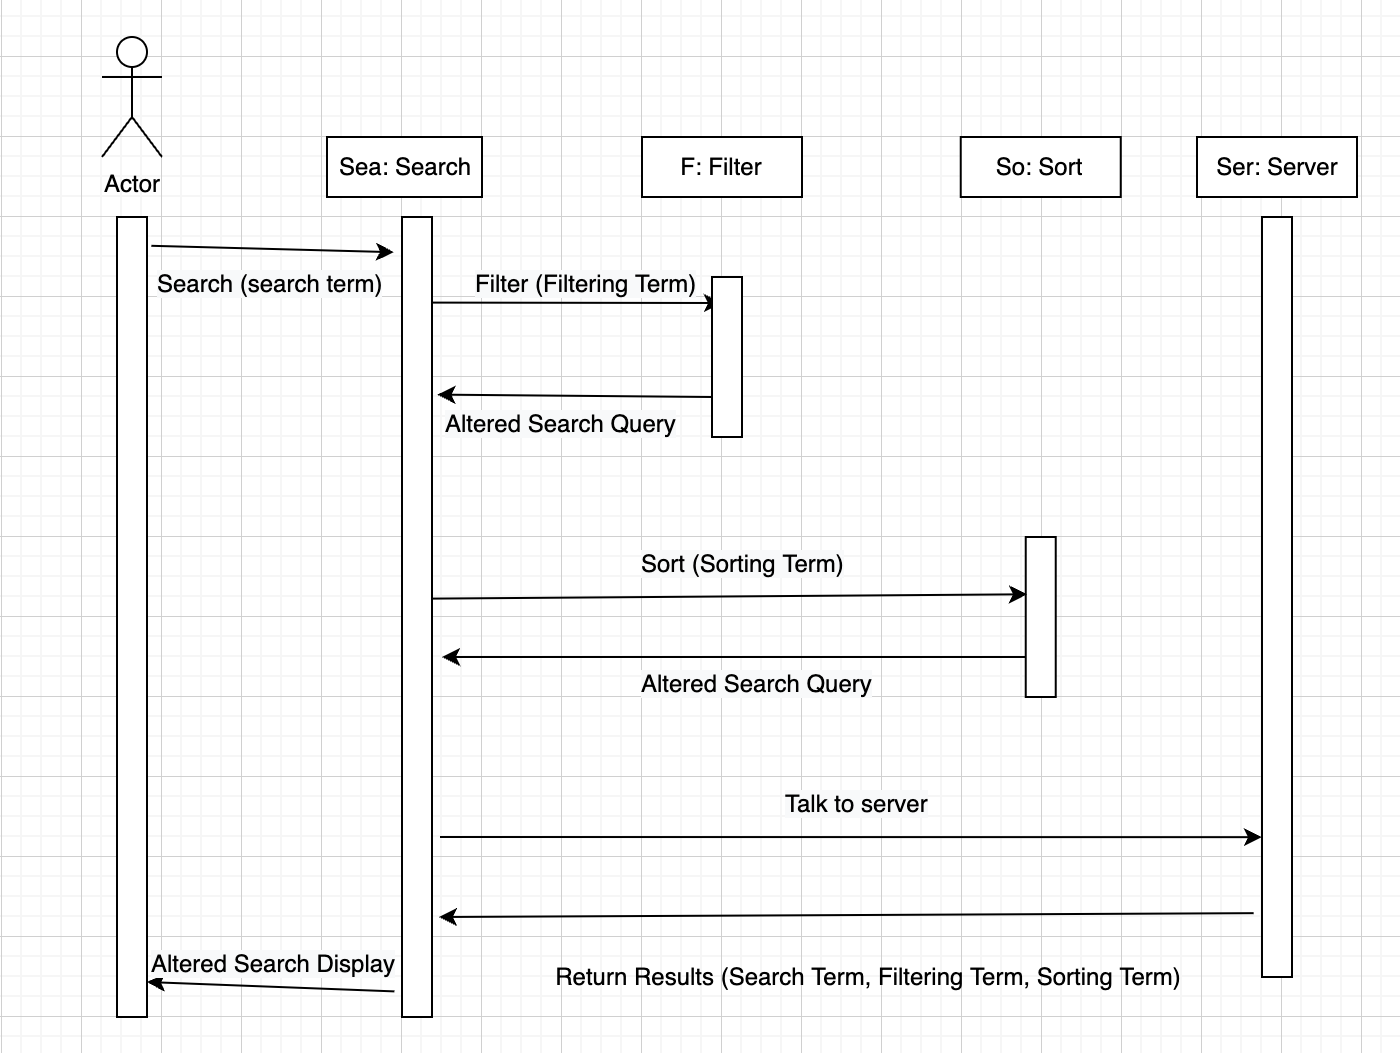 Actor
Sea: Search
F: Filter
So: Sort
Ser: Server
Search (search term)
Filter (Filtering Term)
Altered Search Query
Sort (Sorting Term)
Altered Search Query
Talk to server
Altered Search Display
Return Results (Search Term, Filtering Term, Sorting Term)